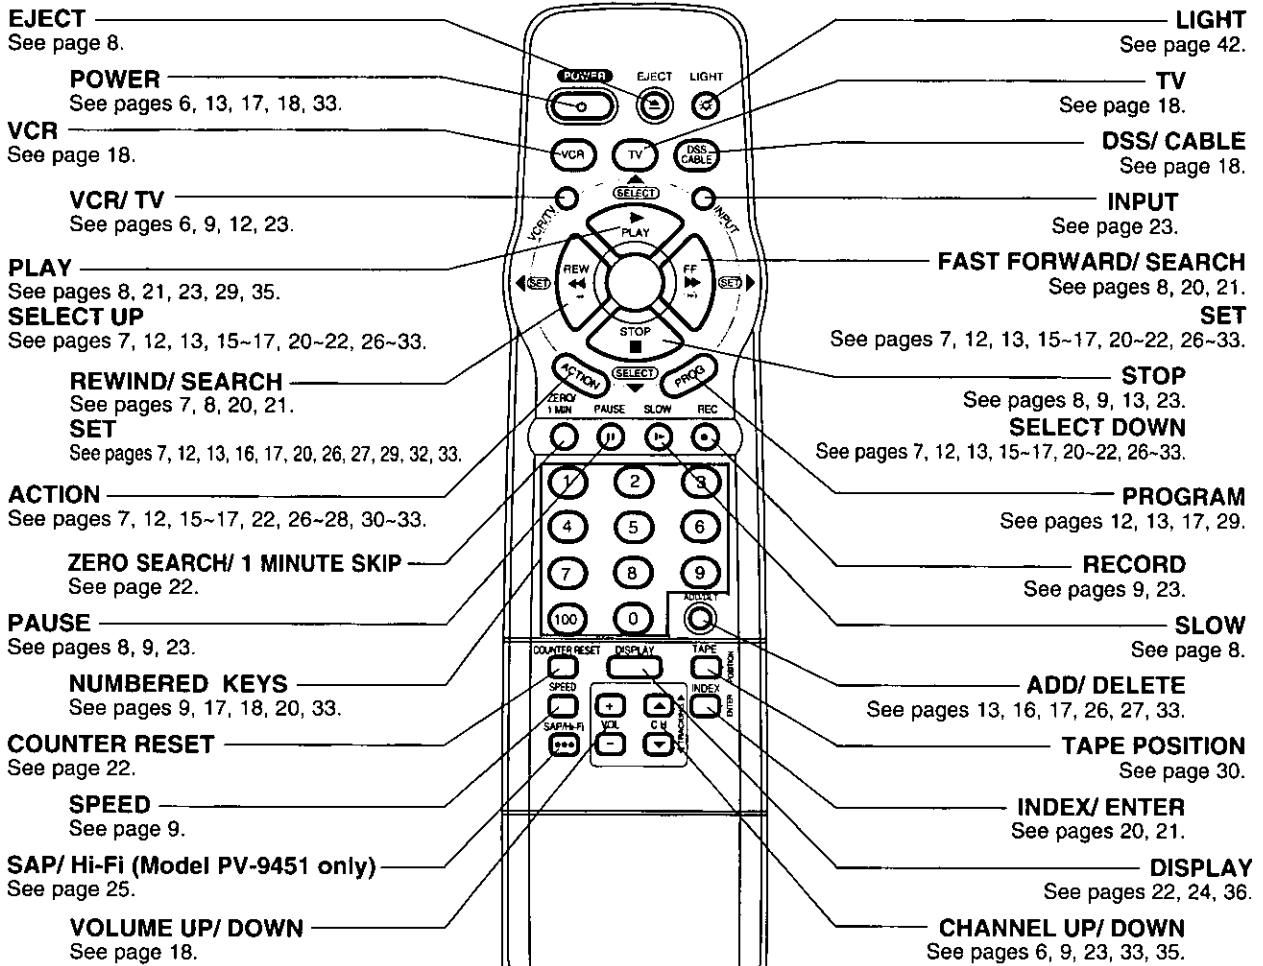 EJECT
See page 8.
POWER
See pages 6, 13, 17, 18, 33.
VCR
See page 18.
VCR/ TV
See pages 6, 9, 12, 23.
PLAY
See pages 8, 21, 23, 29, 35.
SELECT UP
See pages 7, 12, 13, 15~17, 20~22, 26~33.
REWIND/ SEARCH
See pages 7, 8, 20, 21.
SET
See pages 7, 12, 13, 16, 17, 20, 26, 27, 29, 32, 33.
ACTION
See pages 7, 12, 15~17, 22, 26~28, 30~33.
ZERO SEARCH/ 1 MINUTE SKIP
See page 22.
PAUSE
See pages 8, 9, 23.
NUMBERED KEYS
See pages 9, 17, 18, 20, 33.
COUNTER RESET
See page 22.
SPEED
See page 9.
SAP/ Hi-Fi (Model PV-9451 only)
See page 25.
VOLUME UP/ DOWN
See page 18.
POWER EJECT LIGHT
VCR TV DSS CABLE
SELECT
VCR/TV INPUT
PLAY
REW FF
SET SET
STOP
ACTION SELECT PROG
ZERO/ 1 MIN PAUSE SLOW REC
1 2 3
4 5 6
7 8 9
ADD/DLT
100 0
COUNTER RESET DISPLAY TAPE POSITION
SPEED INDEX ENTER
+
SAP/Hi-Fi VOL CH TRACKING
−
LIGHT
See page 42.
TV
See page 18.
DSS/ CABLE
See page 18.
INPUT
See page 23.
FAST FORWARD/ SEARCH
See pages 8, 20, 21.
SET
See pages 7, 12, 13, 15~17, 20~22, 26~33.
STOP
See pages 8, 9, 13, 23.
SELECT DOWN
See pages 7, 12, 13, 15~17, 20~22, 26~33.
PROGRAM
See pages 12, 13, 17, 29.
RECORD
See pages 9, 23.
SLOW
See page 8.
ADD/ DELETE
See pages 13, 16, 17, 26, 27, 33.
TAPE POSITION
See page 30.
INDEX/ ENTER
See pages 20, 21.
DISPLAY
See pages 22, 24, 36.
CHANNEL UP/ DOWN
See pages 6, 9, 23, 33, 35.